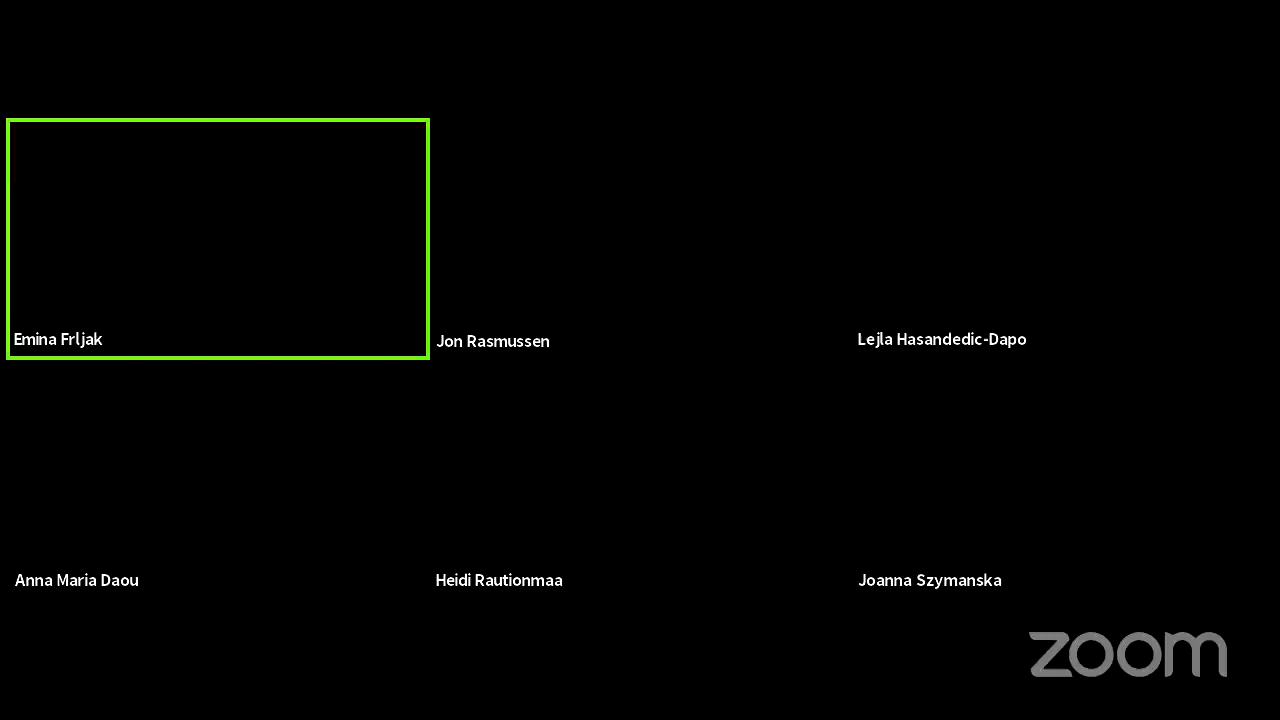 Emina Frljak
Jon Rasmussen
Lejla Hasandedic-Dapo
Anna Maria Daou
Heidi Rautionmaa
Joanna Szymanska
zoom